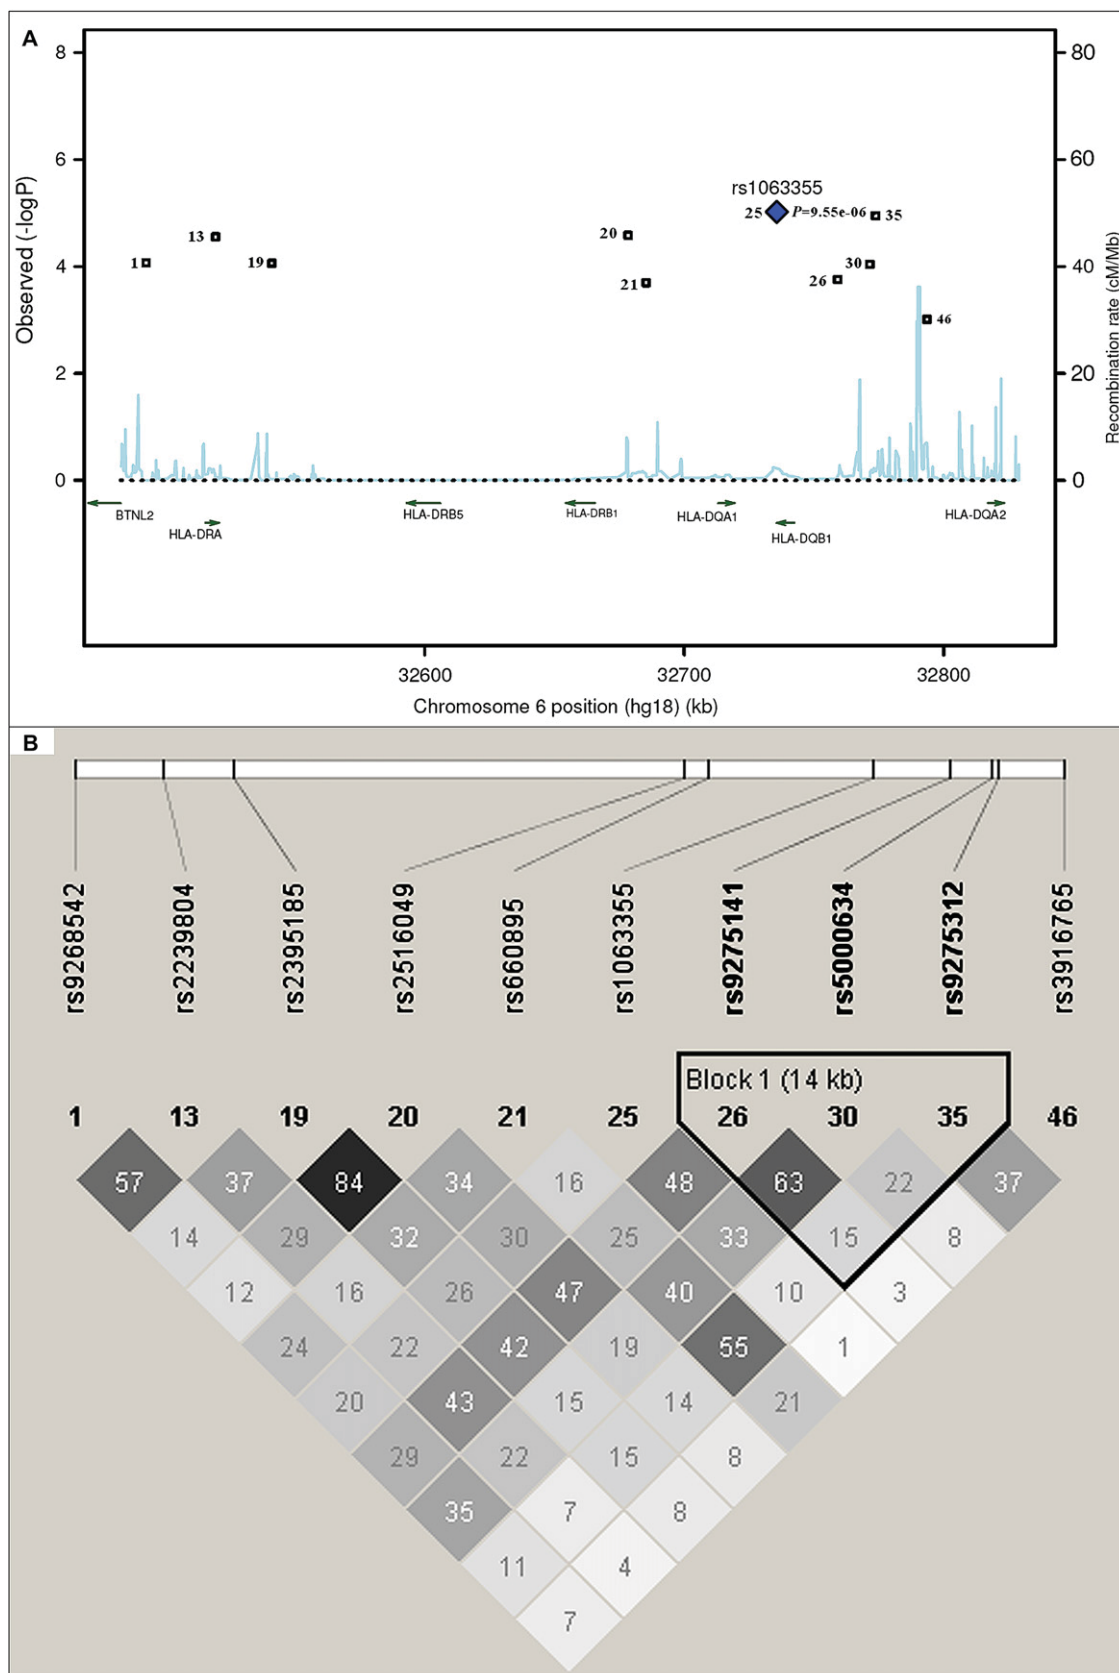 A
8
80
6
60
4
40
2
20
0
0
Observed (-logP)
Recombination rate (cM/Mb)
rs1063355
25
P=9.55e-06
35
13
1
19
20
21
26
30
46
BTNL2
HLA-DRA
HLA-DRB5
HLA-DRB1
HLA-DQA1
HLA-DQB1
HLA-DQA2
32600 32700 32800
Chromosome 6 position (hg18) (kb)
B
rs9268542
rs2239804
rs2395185
rs2516049
rs660895
rs1063355
rs9275141
rs5000634
rs9275312
rs3916765
Block 1 (14 kb)
1 13 19 20 21 25 26 30 35 46
57 37 84 34 16 48 63 22 37
14 29 32 30 25 33 15 8
12 16 26 47 40 10 3
24 22 42 19 55 1
20 43 15 14 21
29 22 15 8
35 7 8
11 4
7